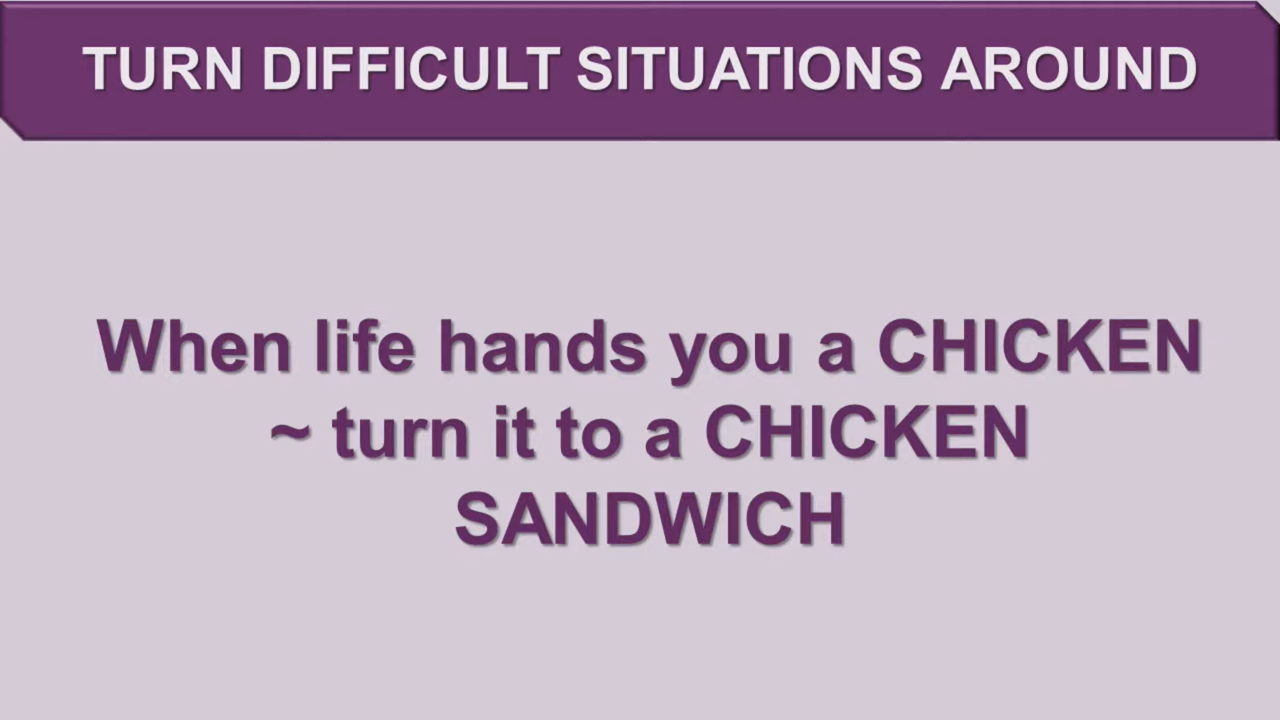 TURN DIFFICULT SITUATIONS AROUND
When life hands you a CHICKEN
~ turn it to a CHICKEN
SANDWICH